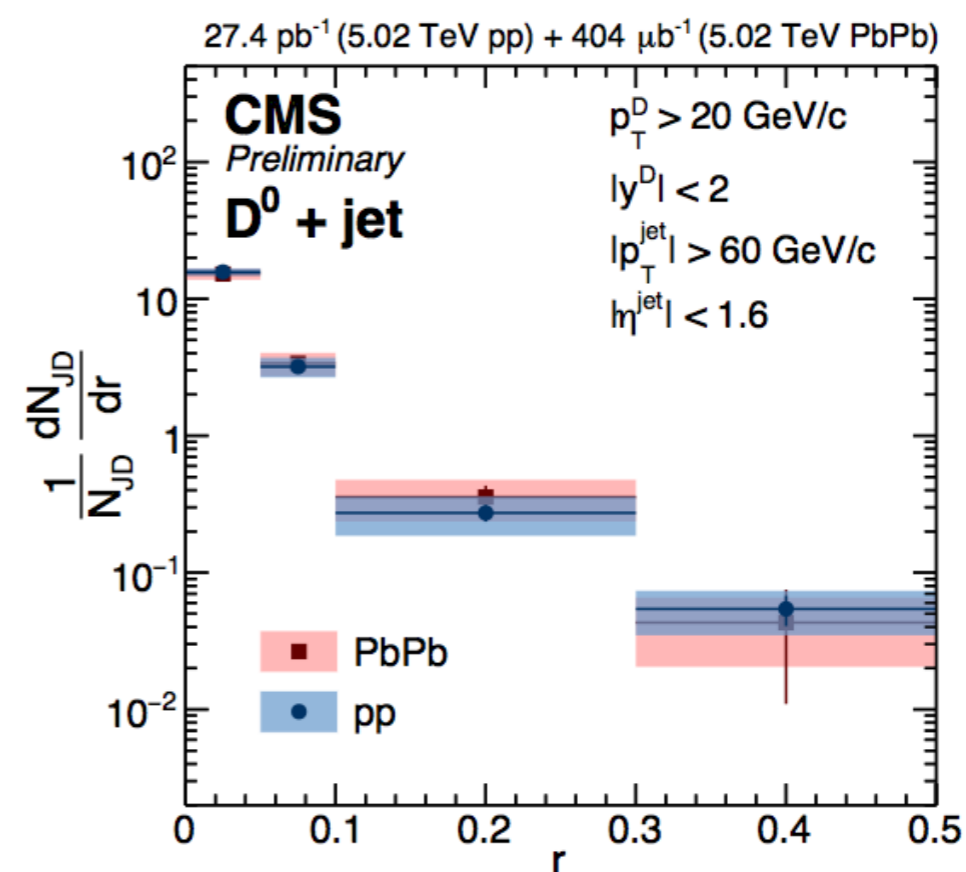 27.4 pb⁻¹ (5.02 TeV pp) + 404 μb⁻¹ (5.02 TeV PbPb)
CMS
Preliminary
D⁰ + jet
p_T^D > 20 GeV/c
|y^D| < 2
|p_T^jet| > 60 GeV/c
|η^jet| < 1.6
10²
10
1
10⁻¹
10⁻²
1/N_JD dN_JD/dr
PbPb
pp
0 0.1 0.2 0.3 0.4 0.5
r